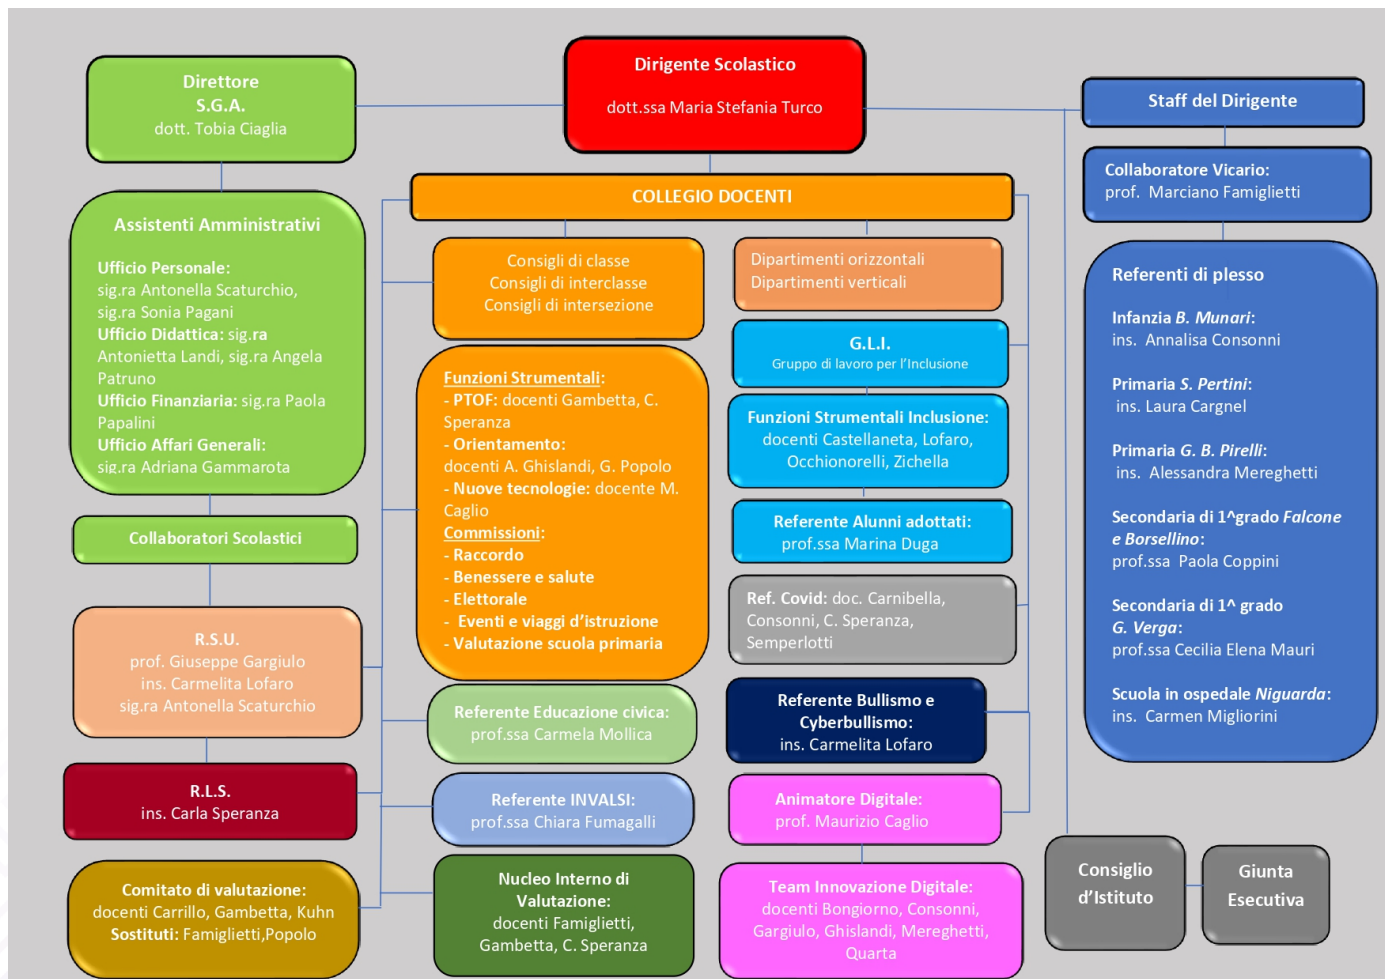 Direttore
S.G.A.
dott. Tobia Ciaglia
Dirigente Scolastico
dott.ssa Maria Stefania Turco
Staff del Dirigente
Collaboratore Vicario:
prof. Marciano Famiglietti
COLLEGIO DOCENTI
Assistenti Amministrativi
Ufficio Personale:
sig.ra Antonella Scaturchio,
sig.ra Sonia Pagani
Ufficio Didattica: sig.ra
Antonietta Landi, sig.ra Angela
Patruno
Ufficio Finanziaria: sig.ra Paola
Papalini
Ufficio Affari Generali:
sig.ra Adriana Gammarota
Collaboratori Scolastici
R.S.U.
prof. Giuseppe Gargiulo
ins. Carmelita Lofaro
sig.ra Antonella Scaturchio
R.L.S.
ins. Carla Speranza
Comitato di valutazione:
docenti Carrillo, Gambetta, Kuhn
Sostituti: Famiglietti,Popolo
Consigli di classe
Consigli di interclasse
Consigli di intersezione
Funzioni Strumentali:
- PTOF: docenti Gambetta, C.
Speranza
- Orientamento:
docenti A. Ghislandi, G. Popolo
- Nuove tecnologie: docente M.
Caglio
Commissioni:
- Raccordo
- Benessere e salute
- Elettorale
- Eventi e viaggi d'istruzione
- Valutazione scuola primaria
Referente Educazione civica:
prof.ssa Carmela Mollica
Referente INVALSI:
prof.ssa Chiara Fumagalli
Nucleo Interno di
Valutazione:
docenti Famiglietti,
Gambetta, C. Speranza
Dipartimenti orizzontali
Dipartimenti verticali
G.L.I.
Gruppo di lavoro per l'Inclusione
Funzioni Strumentali Inclusione:
docenti Castellaneta, Lofaro,
Occhionorelli, Zichella
Referente Alunni adottati:
prof.ssa Marina Duga
Ref. Covid: doc. Carnibella,
Consonni, C. Speranza,
Semperlotti
Referente Bullismo e
Cyberbullismo:
ins. Carmelita Lofaro
Animatore Digitale:
prof. Maurizio Caglio
Team Innovazione Digitale:
docenti Bongiorno, Consonni,
Gargiulo, Ghislandi, Mereghetti,
Quarta
Referenti di plesso
Infanzia B. Munari:
ins. Annalisa Consonni
Primaria S. Pertini:
ins. Laura Cargnel
Primaria G. B. Pirelli:
ins. Alessandra Mereghetti
Secondaria di 1^grado Falcone
e Borsellino:
prof.ssa Paola Coppini
Secondaria di 1^ grado
G. Verga:
prof.ssa Cecilia Elena Mauri
Scuola in ospedale Niguarda:
ins. Carmen Migliorini
Consiglio
d'Istituto
Giunta
Esecutiva